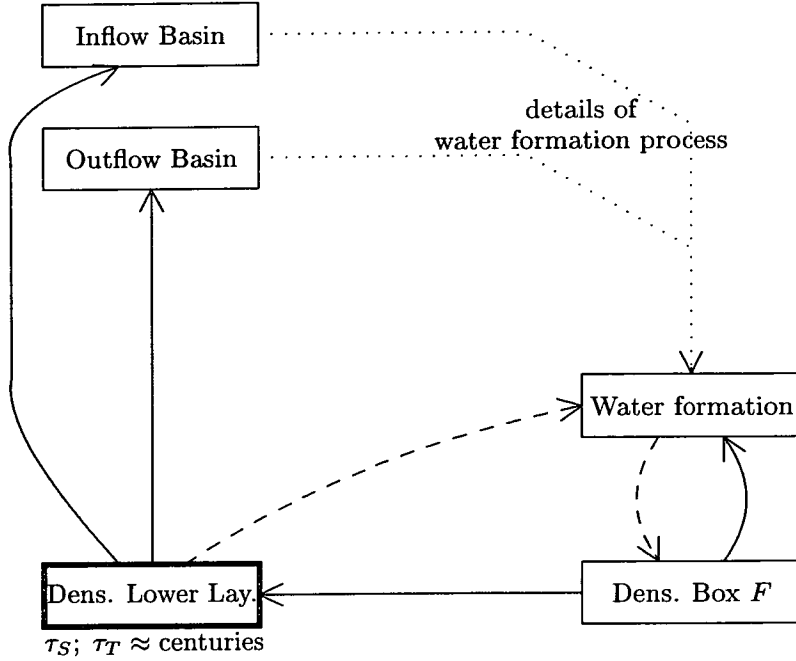 Inflow Basin
details of
water formation process
Outflow Basin
Water formation
Dens. Lower Lay.
Dens. Box F
τ_S; τ_T ≈ centuries